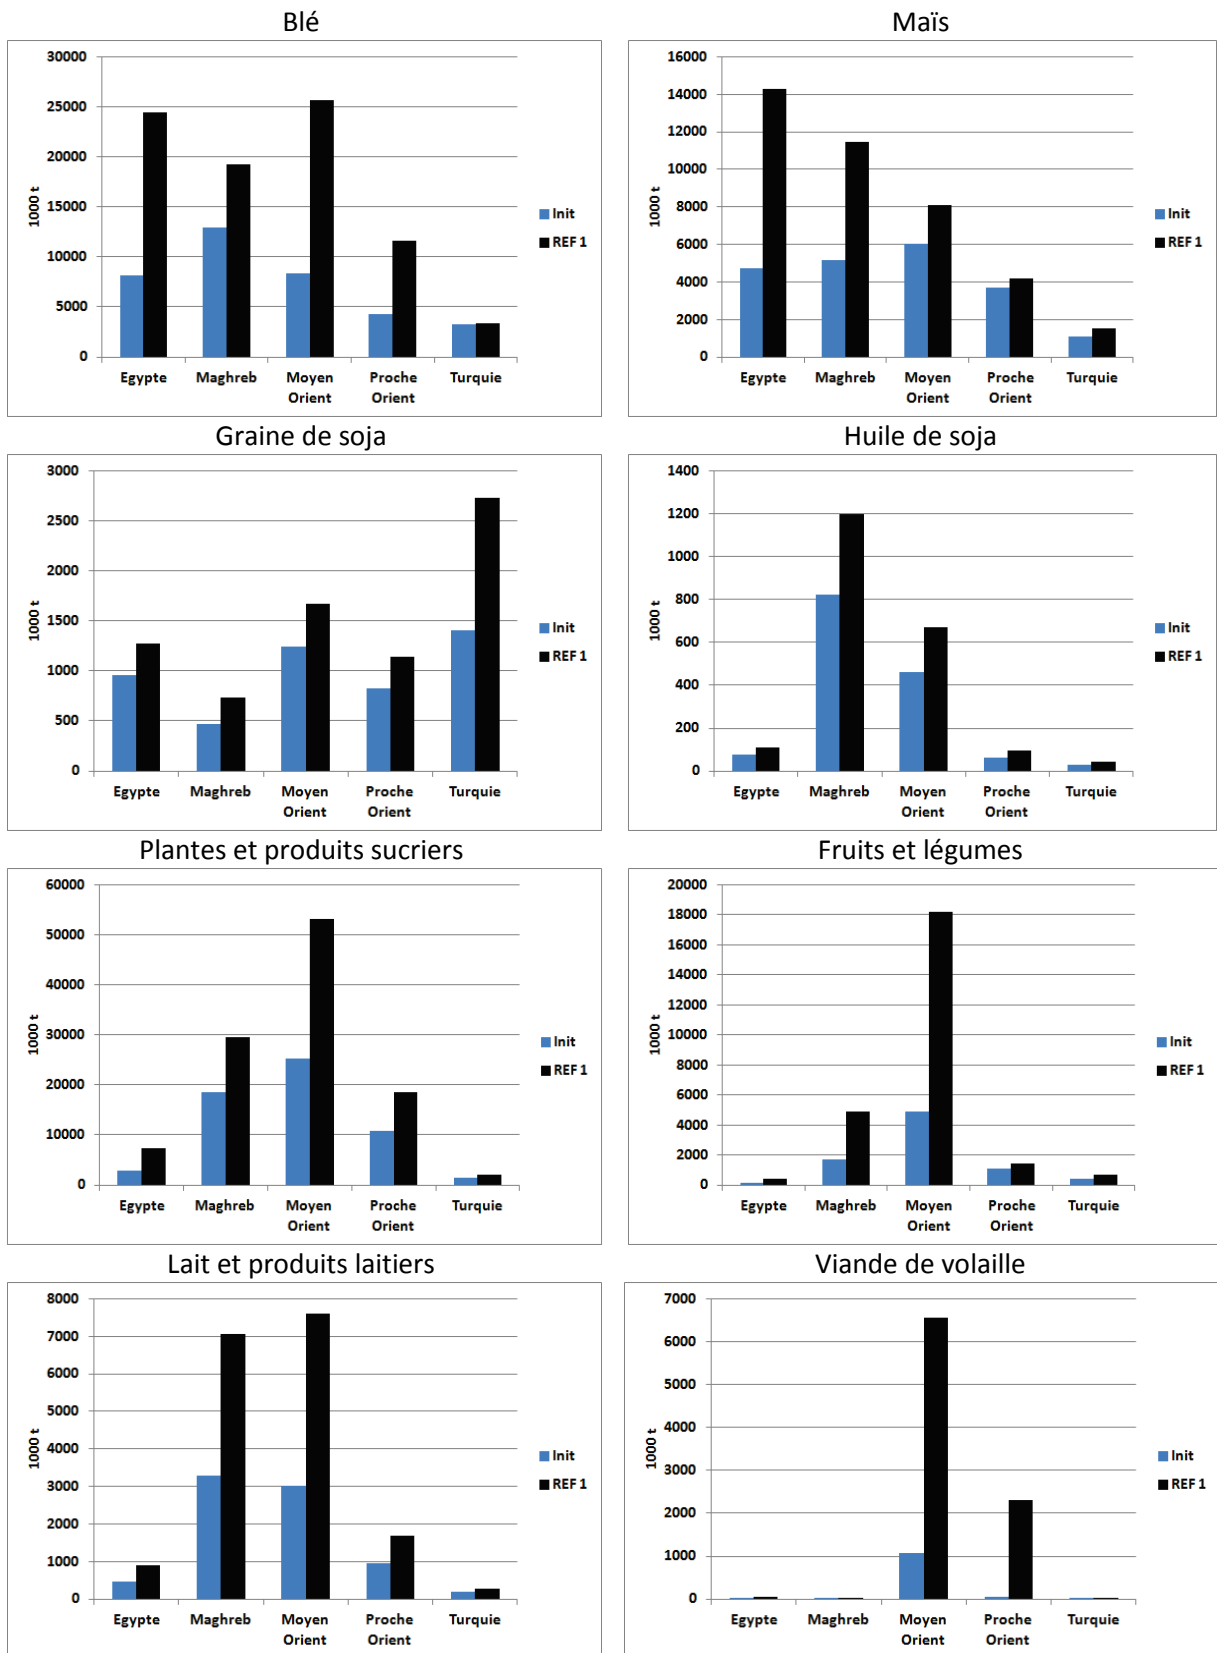 Blé
30000
25000
20000
15000
10000
5000
0
1000 t
Egypte Maghreb Moyen Orient Proche Orient Turquie
Init
REF 1
Maïs
16000
14000
12000
10000
8000
6000
4000
2000
0
1000 t
Egypte Maghreb Moyen Orient Proche Orient Turquie
Init
REF 1
Graine de soja
3000
2500
2000
1500
1000
500
0
1000 t
Egypte Maghreb Moyen Orient Proche Orient Turquie
Init
REF 1
Huile de soja
1400
1200
1000
800
600
400
200
0
1000 t
Egypte Maghreb Moyen Orient Proche Orient Turquie
Init
REF 1
Plantes et produits sucriers
60000
50000
40000
30000
20000
10000
0
1000 t
Egypte Maghreb Moyen Orient Proche Orient Turquie
Init
REF 1
Fruits et légumes
20000
18000
16000
14000
12000
10000
8000
6000
4000
2000
0
1000 t
Egypte Maghreb Moyen Orient Proche Orient Turquie
Init
REF 1
Lait et produits laitiers
8000
7000
6000
5000
4000
3000
2000
1000
0
1000 t
Egypte Maghreb Moyen Orient Proche Orient Turquie
Init
REF 1
Viande de volaille
7000
6000
5000
4000
3000
2000
1000
0
1000 t
Egypte Maghreb Moyen Orient Proche Orient Turquie
Init
REF 1